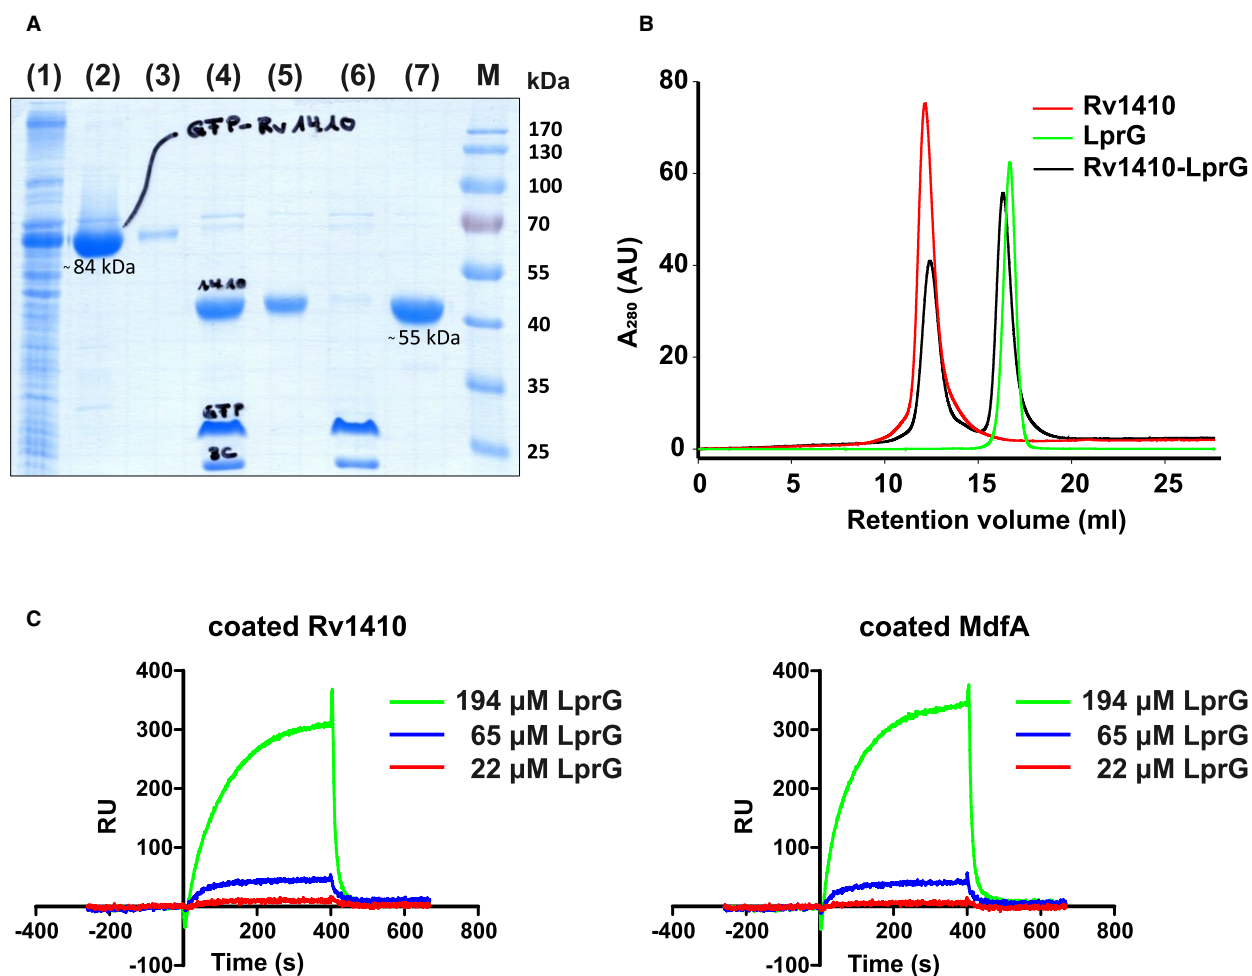 A
(1) (2) (3) (4) (5) (6) (7) M kDa
GFP-Rv1410
170
130
100
70
~84 kDa
55
1410
40
~55 kDa
35
GFP
3C
25
B
80
60
40
20
0
A280 (AU)
Rv1410
LprG
Rv1410-LprG
0 5 10 15 20 25
Retention volume (ml)
C
coated Rv1410
400
300
200
100
-100
RU
194 µM LprG
65 µM LprG
22 µM LprG
-400 -200 200 400 600 800
Time (s)
coated MdfA
400
300
200
100
-100
RU
194 µM LprG
65 µM LprG
22 µM LprG
-400 -200 200 400 600 800
Time (s)